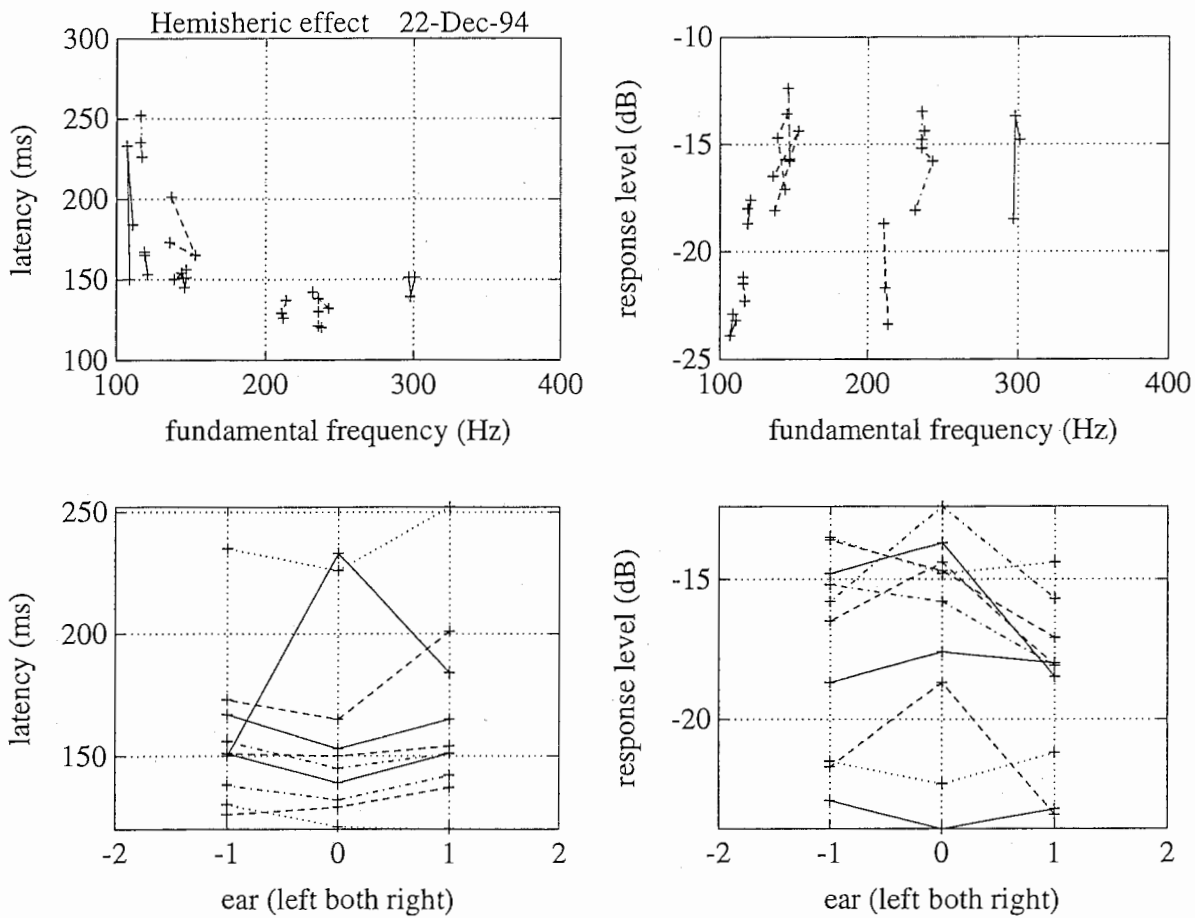 Hemisheric effect 22-Dec-94
300
250
200
150
100
100 200 300 400
latency (ms)
fundamental frequency (Hz)
-10
-15
-20
-25
100 200 300 400
response level (dB)
fundamental frequency (Hz)
250
200
150
-2 -1 0 1 2
latency (ms)
ear (left both right)
-15
-20
-2 -1 0 1 2
response level (dB)
ear (left both right)